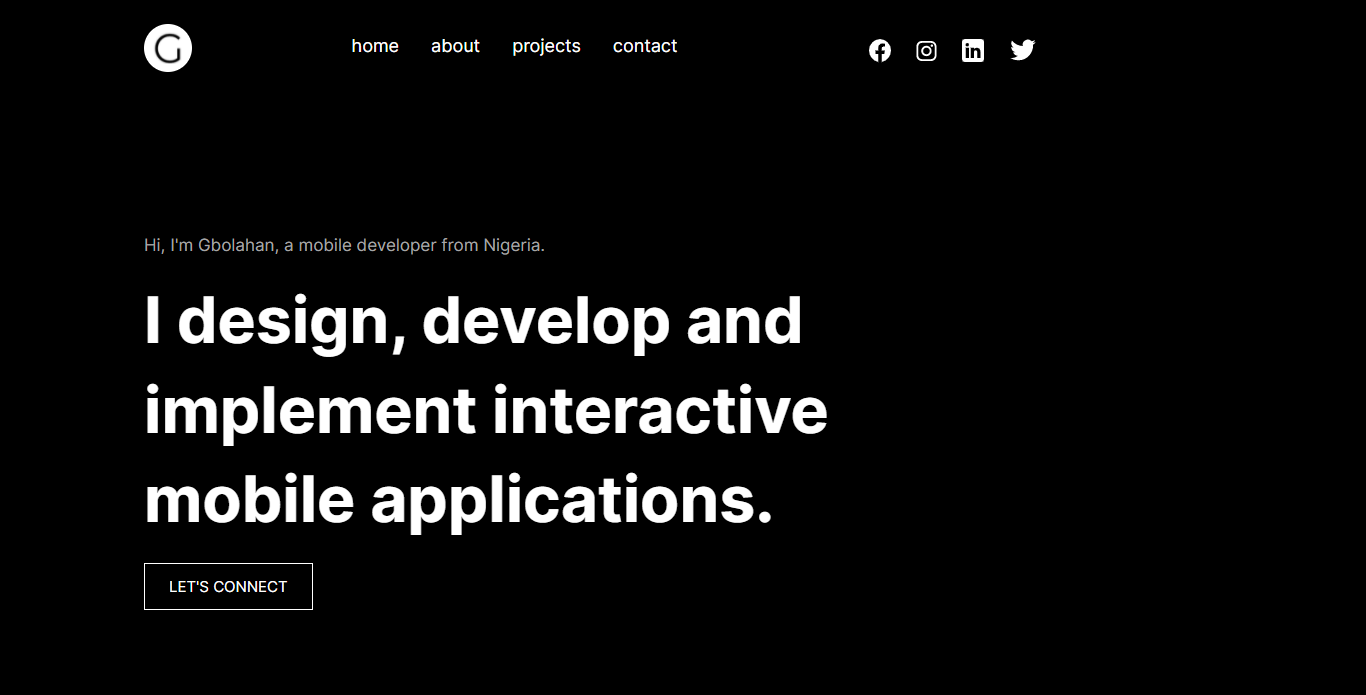 G
home about projects contact
Hi, I'm Gbolahan, a mobile developer from Nigeria.
I design, develop and
implement interactive
mobile applications.
LET'S CONNECT